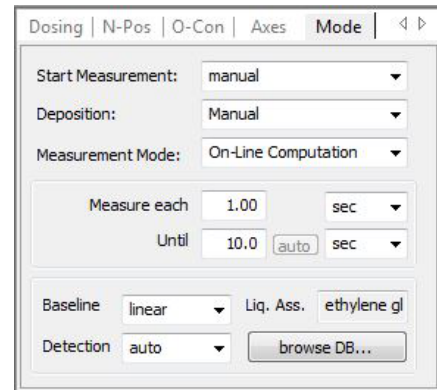 Dosing | N-Pos | O-Con | Axes Mode
Start Measurement: manual
Deposition: Manual
Measurement Mode: On-Line Computation
Measure each 1.00 sec
Until 10.0 auto sec
Baseline linear Liq. Ass. ethylene gl
Detection auto browse DB...